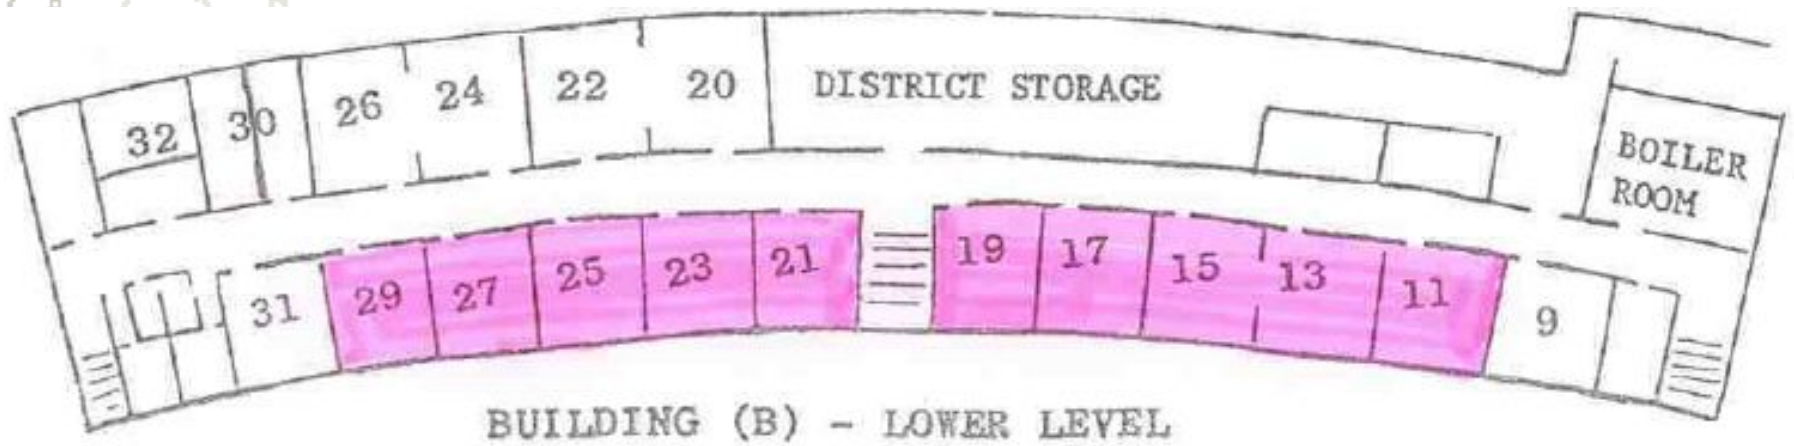 32 30 26 24 22 20 DISTRICT STORAGE
BOILER
ROOM
31 29 27 25 23 21 19 17 15 13 11 9
BUILDING (B) - LOWER LEVEL